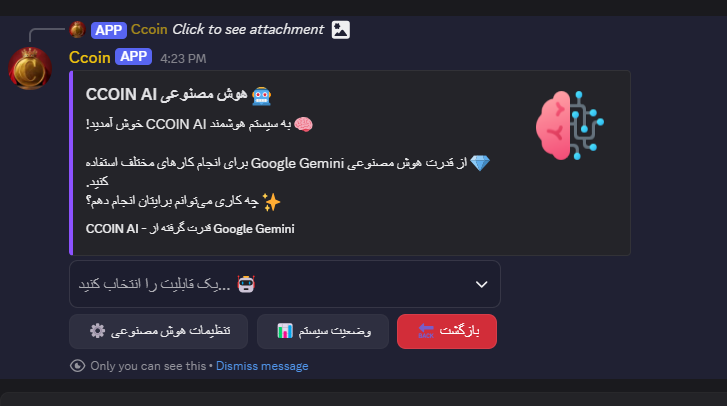 APP Ccoin Click to see attachment
Ccoin APP 4:23 PM
🤖 هوش مصنوعی CCOIN AI
🧠 به سیستم هوشمند CCOIN AI خوش آمدید!
💎 از قدرت هوش مصنوعی Google Gemini برای انجام کارهای مختلف استفاده
کنید.
✨ چه کاری می‌توانم برایتان انجام دهم؟
CCOIN AI - قدرت گرفته از Google Gemini
🤖 یک قابلیت را انتخاب کنید...
تنظیمات هوش مصنوعی ⚙️
وضعیت سیستم 📊
بازگشت 🔙
Only you can see this • Dismiss message